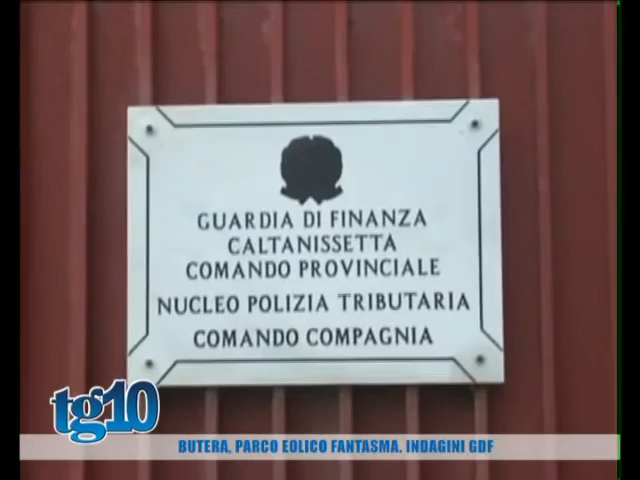 GUARDIA DI FINANZA
CALTANISSETTA
COMANDO PROVINCIALE
NUCLEO POLIZIA TRIBUTARIA
COMANDO COMPAGNIA
tg10
BUTERA, PARCO EOLICO FANTASMA. INDAGINI GDF